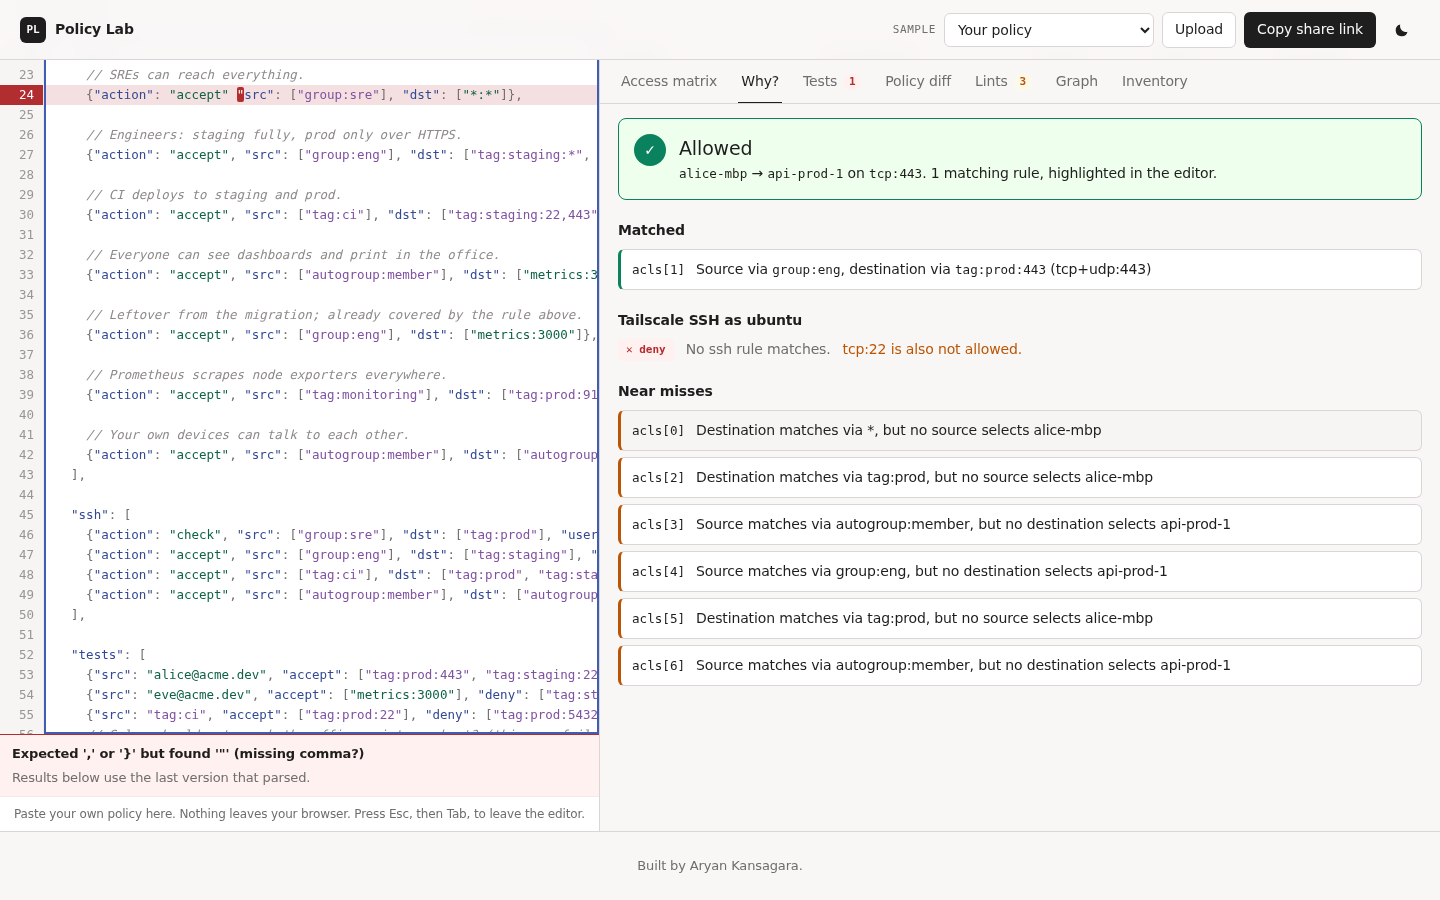 PL Policy Lab SAMPLE Your policy Upload Copy share link
23 // SREs can reach everything.
24 {"action": "accept" "src": ["group:sre"], "dst": ["*:*"]},
25
26 // Engineers: staging fully, prod only over HTTPS.
27 {"action": "accept", "src": ["group:eng"], "dst": ["tag:staging:*",
28
29 // CI deploys to staging and prod.
30 {"action": "accept", "src": ["tag:ci"], "dst": ["tag:staging:22,443"
31
32 // Everyone can see dashboards and print in the office.
33 {"action": "accept", "src": ["autogroup:member"], "dst": ["metrics:3
34
35 // Leftover from the migration; already covered by the rule above.
36 {"action": "accept", "src": ["group:eng"], "dst": ["metrics:3000"]},
37
38 // Prometheus scrapes node exporters everywhere.
39 {"action": "accept", "src": ["tag:monitoring"], "dst": ["tag:prod:91
40
41 // Your own devices can talk to each other.
42 {"action": "accept", "src": ["autogroup:member"], "dst": ["autogroup
43 ],
44
45 "ssh": [
46 {"action": "check", "src": ["group:sre"], "dst": ["tag:prod"], "user
47 {"action": "accept", "src": ["group:eng"], "dst": ["tag:staging"], "
48 {"action": "accept", "src": ["tag:ci"], "dst": ["tag:prod", "tag:sta
49 {"action": "accept", "src": ["autogroup:member"], "dst": ["autogroup
50 ],
51
52 "tests": [
53 {"src": "alice@acme.dev", "accept": ["tag:prod:443", "tag:staging:22
54 {"src": "eve@acme.dev", "accept": ["metrics:3000"], "deny": ["tag:st
55 {"src": "tag:ci", "accept": ["tag:prod:22"], "deny": ["tag:prod:5432
Expected ',' or '}' but found '"' (missing comma?)
Results below use the last version that parsed.
Paste your own policy here. Nothing leaves your browser. Press Esc, then Tab, to leave the editor.
Access matrix Why? Tests 1 Policy diff Lints 3 Graph Inventory
✓ Allowed
alice-mbp → api-prod-1 on tcp:443. 1 matching rule, highlighted in the editor.
Matched
acls[1] Source via group:eng, destination via tag:prod:443 (tcp+udp:443)
Tailscale SSH as ubuntu
✕ deny No ssh rule matches. tcp:22 is also not allowed.
Near misses
acls[0] Destination matches via *, but no source selects alice-mbp
acls[2] Destination matches via tag:prod, but no source selects alice-mbp
acls[3] Source matches via autogroup:member, but no destination selects api-prod-1
acls[4] Source matches via group:eng, but no destination selects api-prod-1
acls[5] Destination matches via tag:prod, but no source selects alice-mbp
acls[6] Source matches via autogroup:member, but no destination selects api-prod-1
Built by Aryan Kansagara.